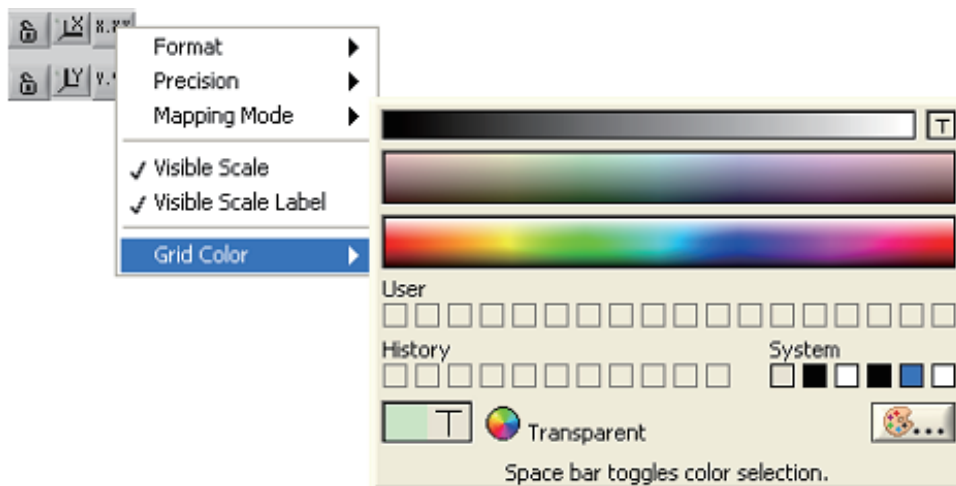 X X.XX
Y
Format
Precision
Mapping Mode
Visible Scale
Visible Scale Label
Grid Color
T
User
History System
T Transparent ...
Space bar toggles color selection.